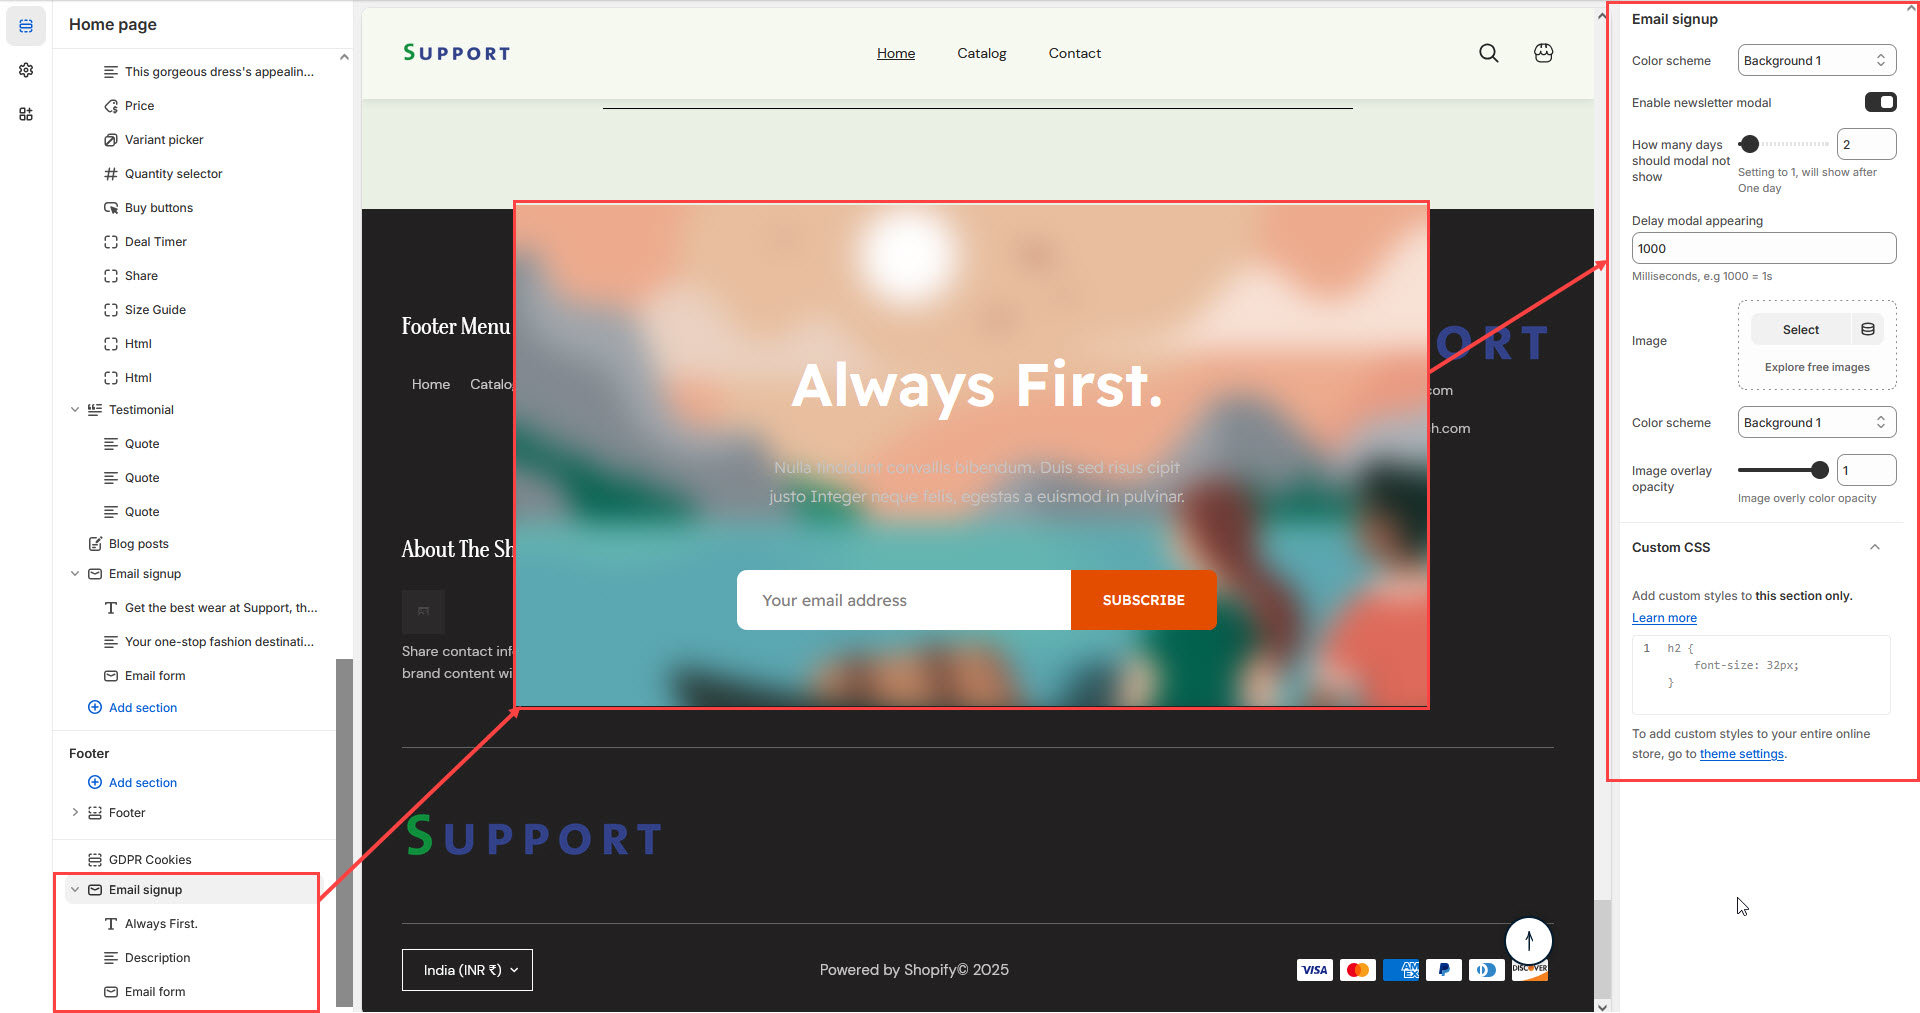 Home page
This gorgeous dress's appealin...
Price
Variant picker
Quantity selector
Buy buttons
Deal Timer
Share
Size Guide
Html
Html
Testimonial
Quote
Quote
Quote
Blog posts
Email signup
Get the best wear at Support, th...
Your one-stop fashion destinati...
Email form
Add section
Footer
Add section
Footer
GDPR Cookies
Email signup
Always First.
Description
Email form
SUPPORT
Home Catalog Contact
Footer Menu
Home Catalog
About The Sh
Share contact inf
brand content wi
ORT
com
h.com
Always First.
Nulla tincidunt convallis bibendum. Duis sed risus cipit
justo Integer neque felis, egestas a euismod in pulvinar.
Your email address
SUBSCRIBE
SUPPORT
India (INR ₹)
Powered by Shopify© 2025
VISA
AM
EX
DISCOVER
Email signup
Color scheme
Background 1
Enable newsletter modal
How many days
should modal not
show
2
Setting to 1, will show after
One day
Delay modal appearing
1000
Milliseconds, e.g 1000 = 1s
Image
Select
Explore free images
Color scheme
Background 1
Image overlay
opacity
1
Image overly color opacity
Custom CSS
Add custom styles to this section only.
Learn more
1 h2 {
font-size: 32px;
}
To add custom styles to your entire online
store, go to theme settings.